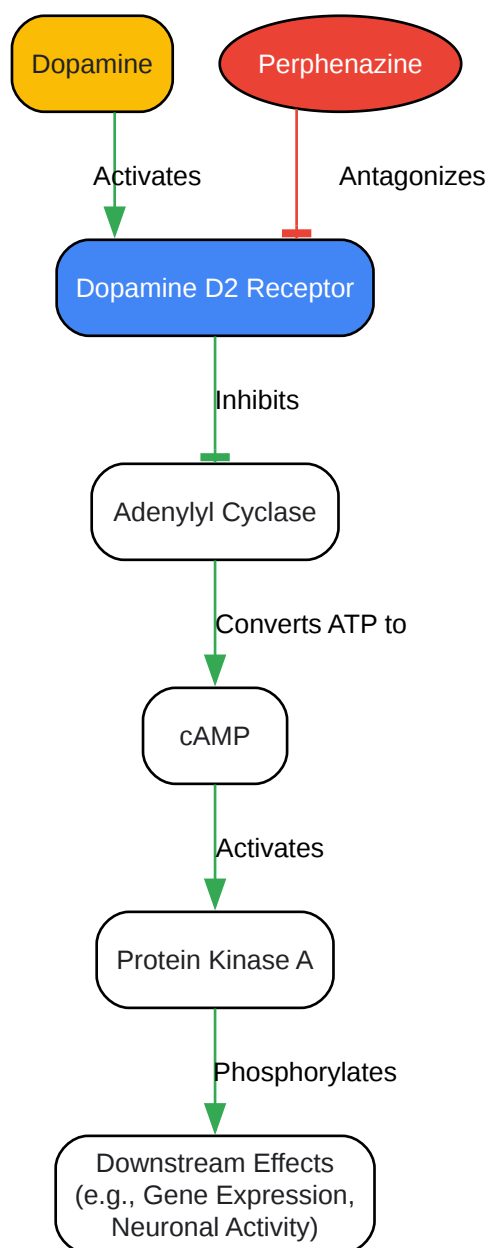 Dopamine
Perphenazine
Activates
Antagonizes
Dopamine D2 Receptor
Inhibits
Adenylyl Cyclase
Converts ATP to
cAMP
Activates
Protein Kinase A
Phosphorylates
Downstream Effects
(e.g., Gene Expression,
Neuronal Activity)